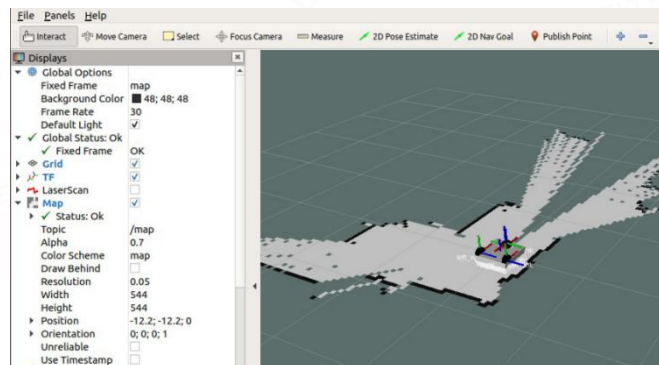 File Panels Help
Interact Move Camera Select Focus Camera Measure 2D Pose Estimate 2D Nav Goal Publish Point
Displays
Global Options
Fixed Frame map
Background Color 48; 48; 48
Frame Rate 30
Default Light
Global Status: Ok
Fixed Frame OK
Grid
TF
LaserScan
Map
Status: Ok
Topic /map
Alpha 0.7
Color Scheme map
Draw Behind
Resolution 0.05
Width 544
Height 544
Position -12.2; -12.2; 0
Orientation 0; 0; 0; 1
Unreliable
Use Timestamp